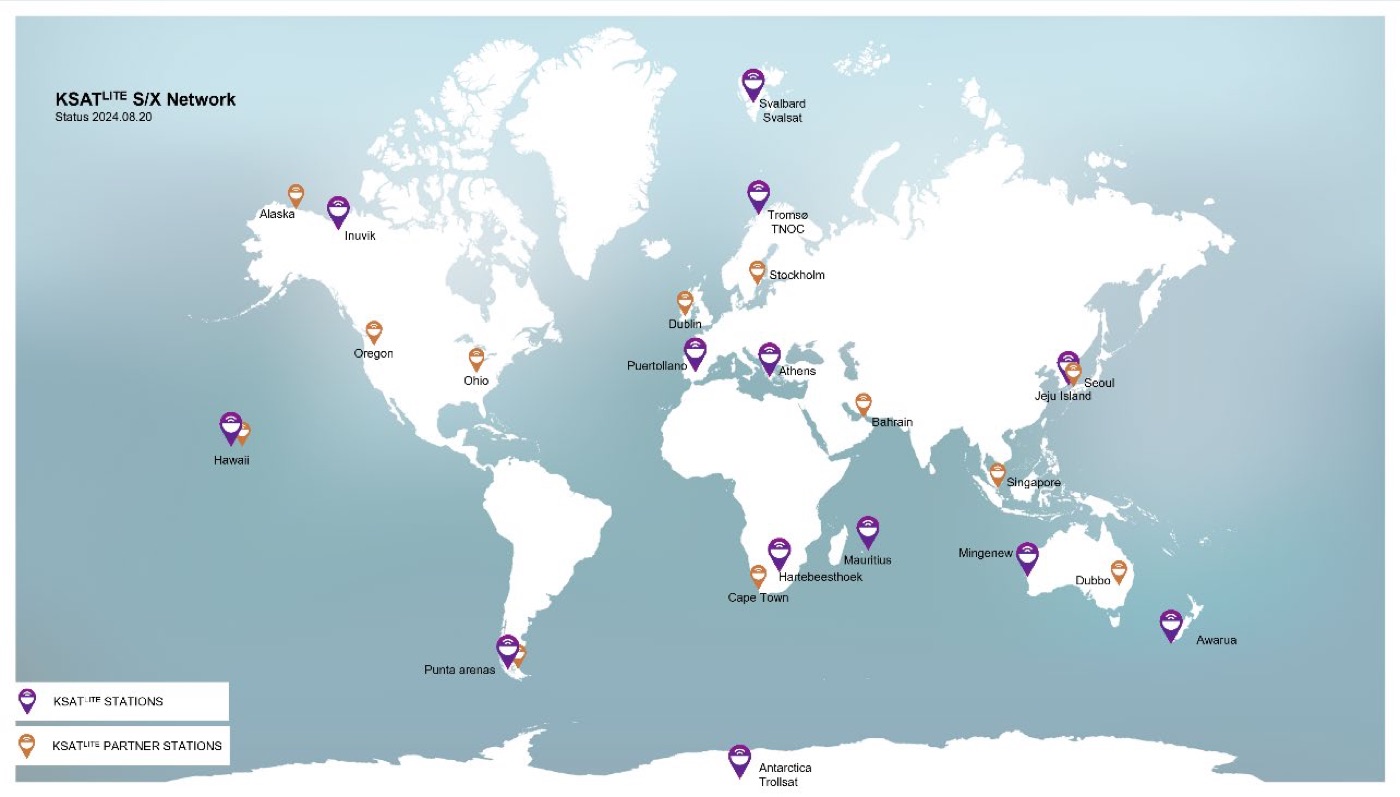 KSATLITE S/X Network
Status 2024.08.20
Svalbard
Svalsat
Alaska
Inuvik
Tromsø
TNOC
Stockholm
Dublin
Oregon
Ohio
Puertollano
Athens
Seoul
Jeju Island
Bahrain
Hawaii
Singapore
Mauritius
Mingenew
Hartebeesthoek
Dubbo
Cape Town
Awarua
Punta arenas
KSATLITE STATIONS
KSATLITE PARTNER STATIONS
Antarctica
Trollsat